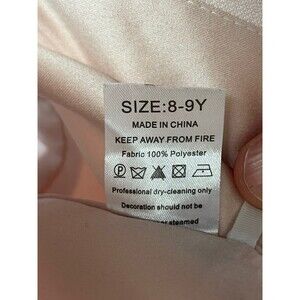 SIZE:8-9Y
MADE IN CHINA
KEEP AWAY FROM FIRE
Fabric 100% Polyester
Professional dry-cleaning only
Decoration should not be
steamed